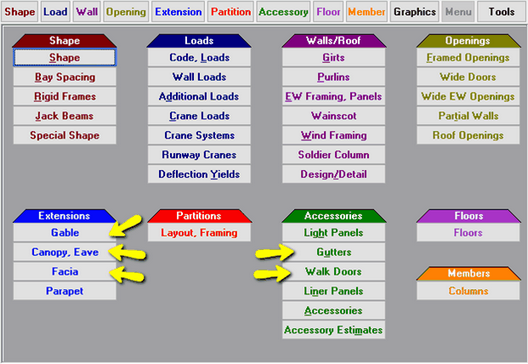 Shape Load Wall Opening Extension Partition Accessory Floor Member Graphics Menu Tools
Shape
Shape
Bay Spacing
Rigid Frames
Jack Beams
Special Shape
Loads
Code, Loads
Wall Loads
Additional Loads
Crane Loads
Crane Systems
Runway Cranes
Deflection Yields
Walls/Roof
Girts
Purlins
EW Framing, Panels
Wainscot
Wind Framing
Soldier Column
Design/Detail
Openings
Framed Openings
Wide Doors
Wide EW Openings
Partial Walls
Roof Openings
Extensions
Gable
Canopy, Eave
Facia
Parapet
Partitions
Layout, Framing
Accessories
Light Panels
Gutters
Walk Doors
Liner Panels
Accessories
Accessory Estimates
Floors
Floors
Members
Columns